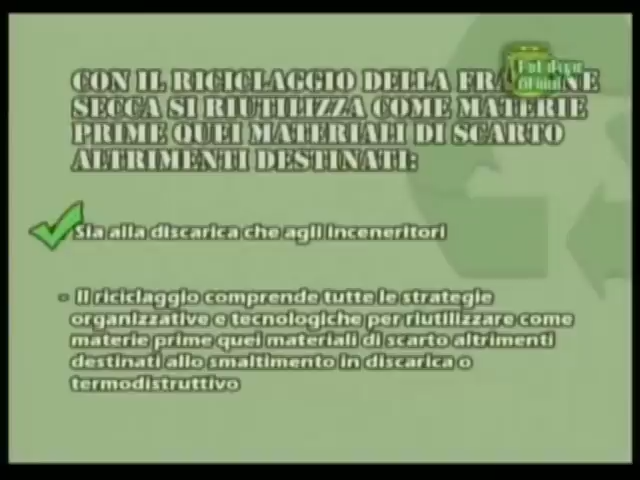 CON IL RICICLAGGIO DELLA
SECCA SI RIUTILIZZA COME MATERIE
PRIME QUEI MATERIALI DI SCARTO
ALTRIMENTI DESTINATI:
Sia alla discarica che agli inceneritori
- Il riciclaggio comprende tutte le strategie
organizzative e tecnologiche per riutilizzare come
materie prime quei materiali di scarto altrimenti
destinati allo smaltimento in discarica o
termodistruttivo